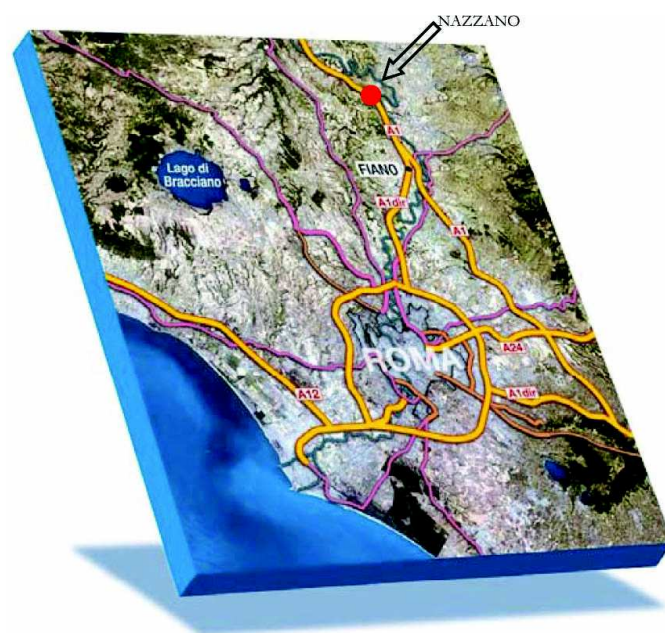 NAZZANO
A1
Lago di
Bracciano
FIANO
A1dir
A1
ROMA
A24
A12
A1dir